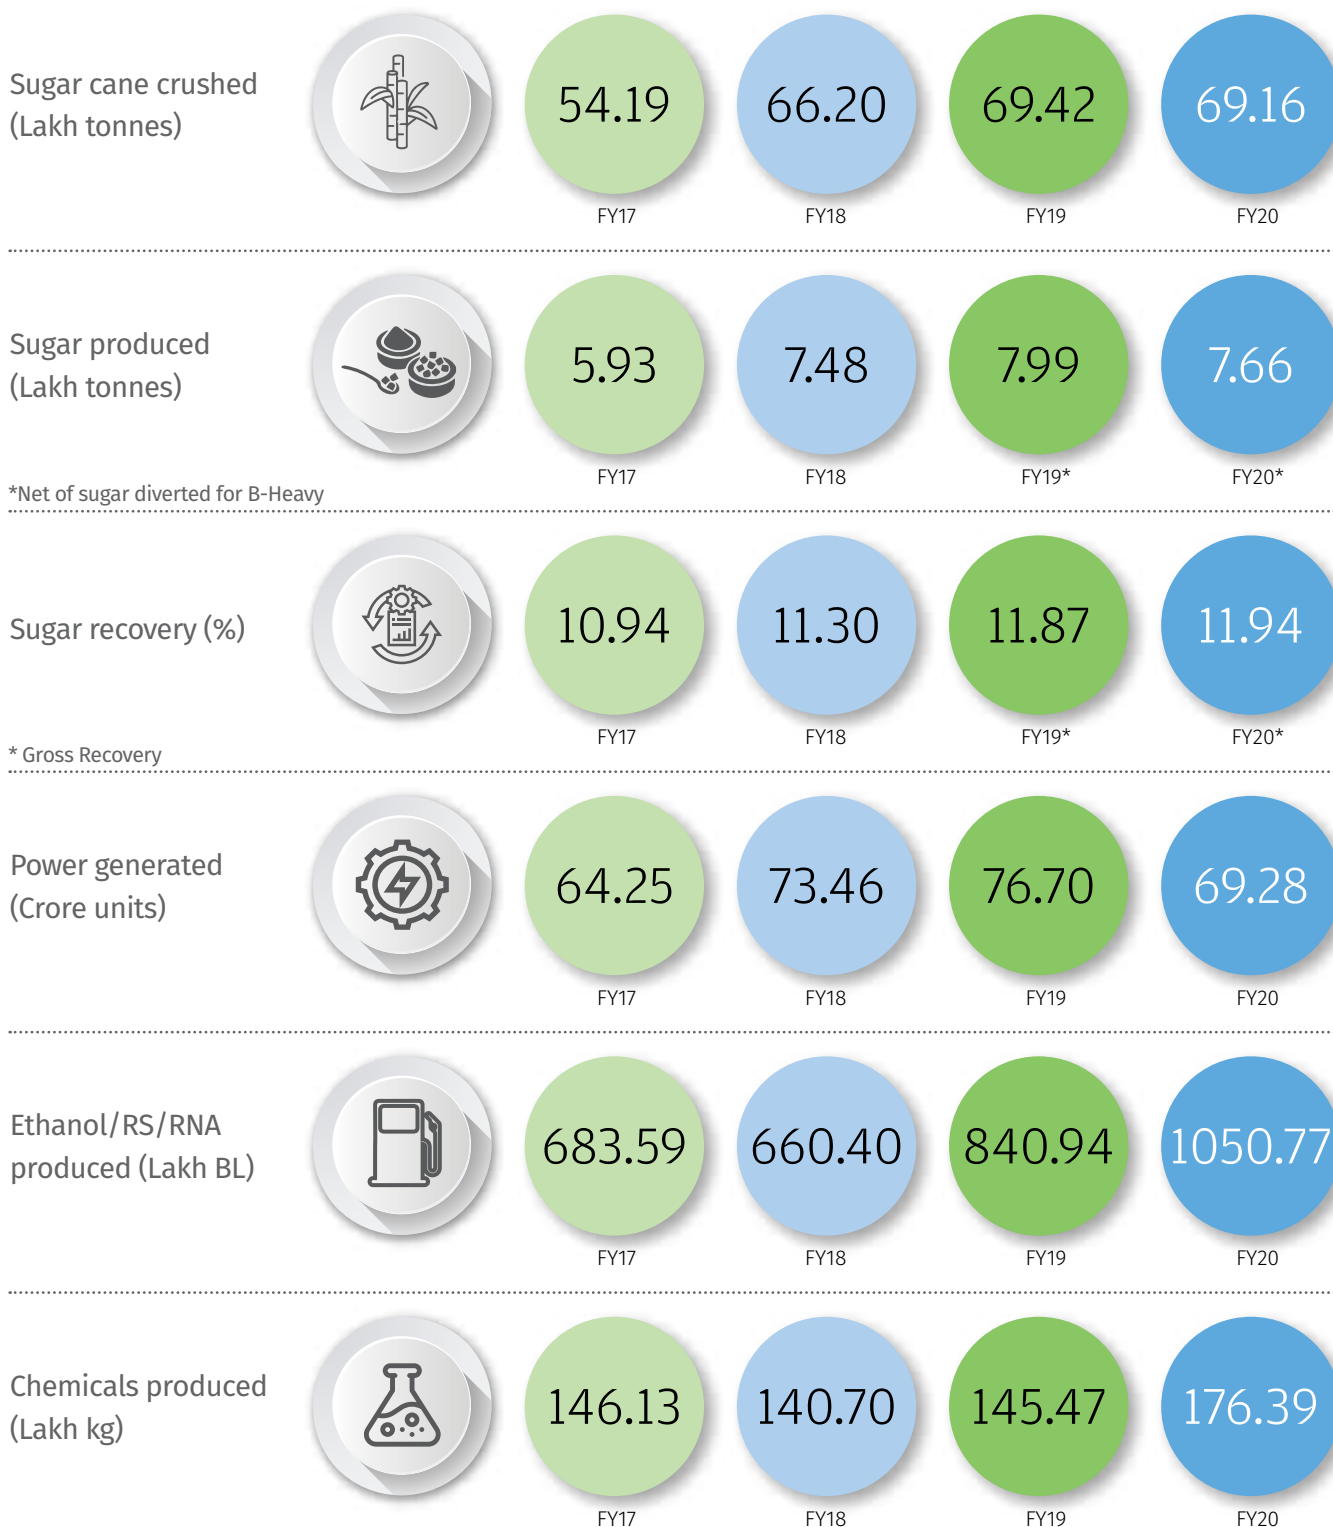 Sugar cane crushed
(Lakh tonnes)
54.19
66.20
69.42
69.16
FY17
FY18
FY19
FY20
Sugar produced
(Lakh tonnes)
5.93
7.48
7.99
7.66
FY17
FY18
FY19*
FY20*
*Net of sugar diverted for B-Heavy
Sugar recovery (%)
10.94
11.30
11.87
11.94
FY17
FY18
FY19*
FY20*
* Gross Recovery
Power generated
(Crore units)
64.25
73.46
76.70
69.28
FY17
FY18
FY19
FY20
Ethanol/RS/RNA
produced (Lakh BL)
683.59
660.40
840.94
1050.77
FY17
FY18
FY19
FY20
Chemicals produced
(Lakh kg)
146.13
140.70
145.47
176.39
FY17
FY18
FY19
FY20